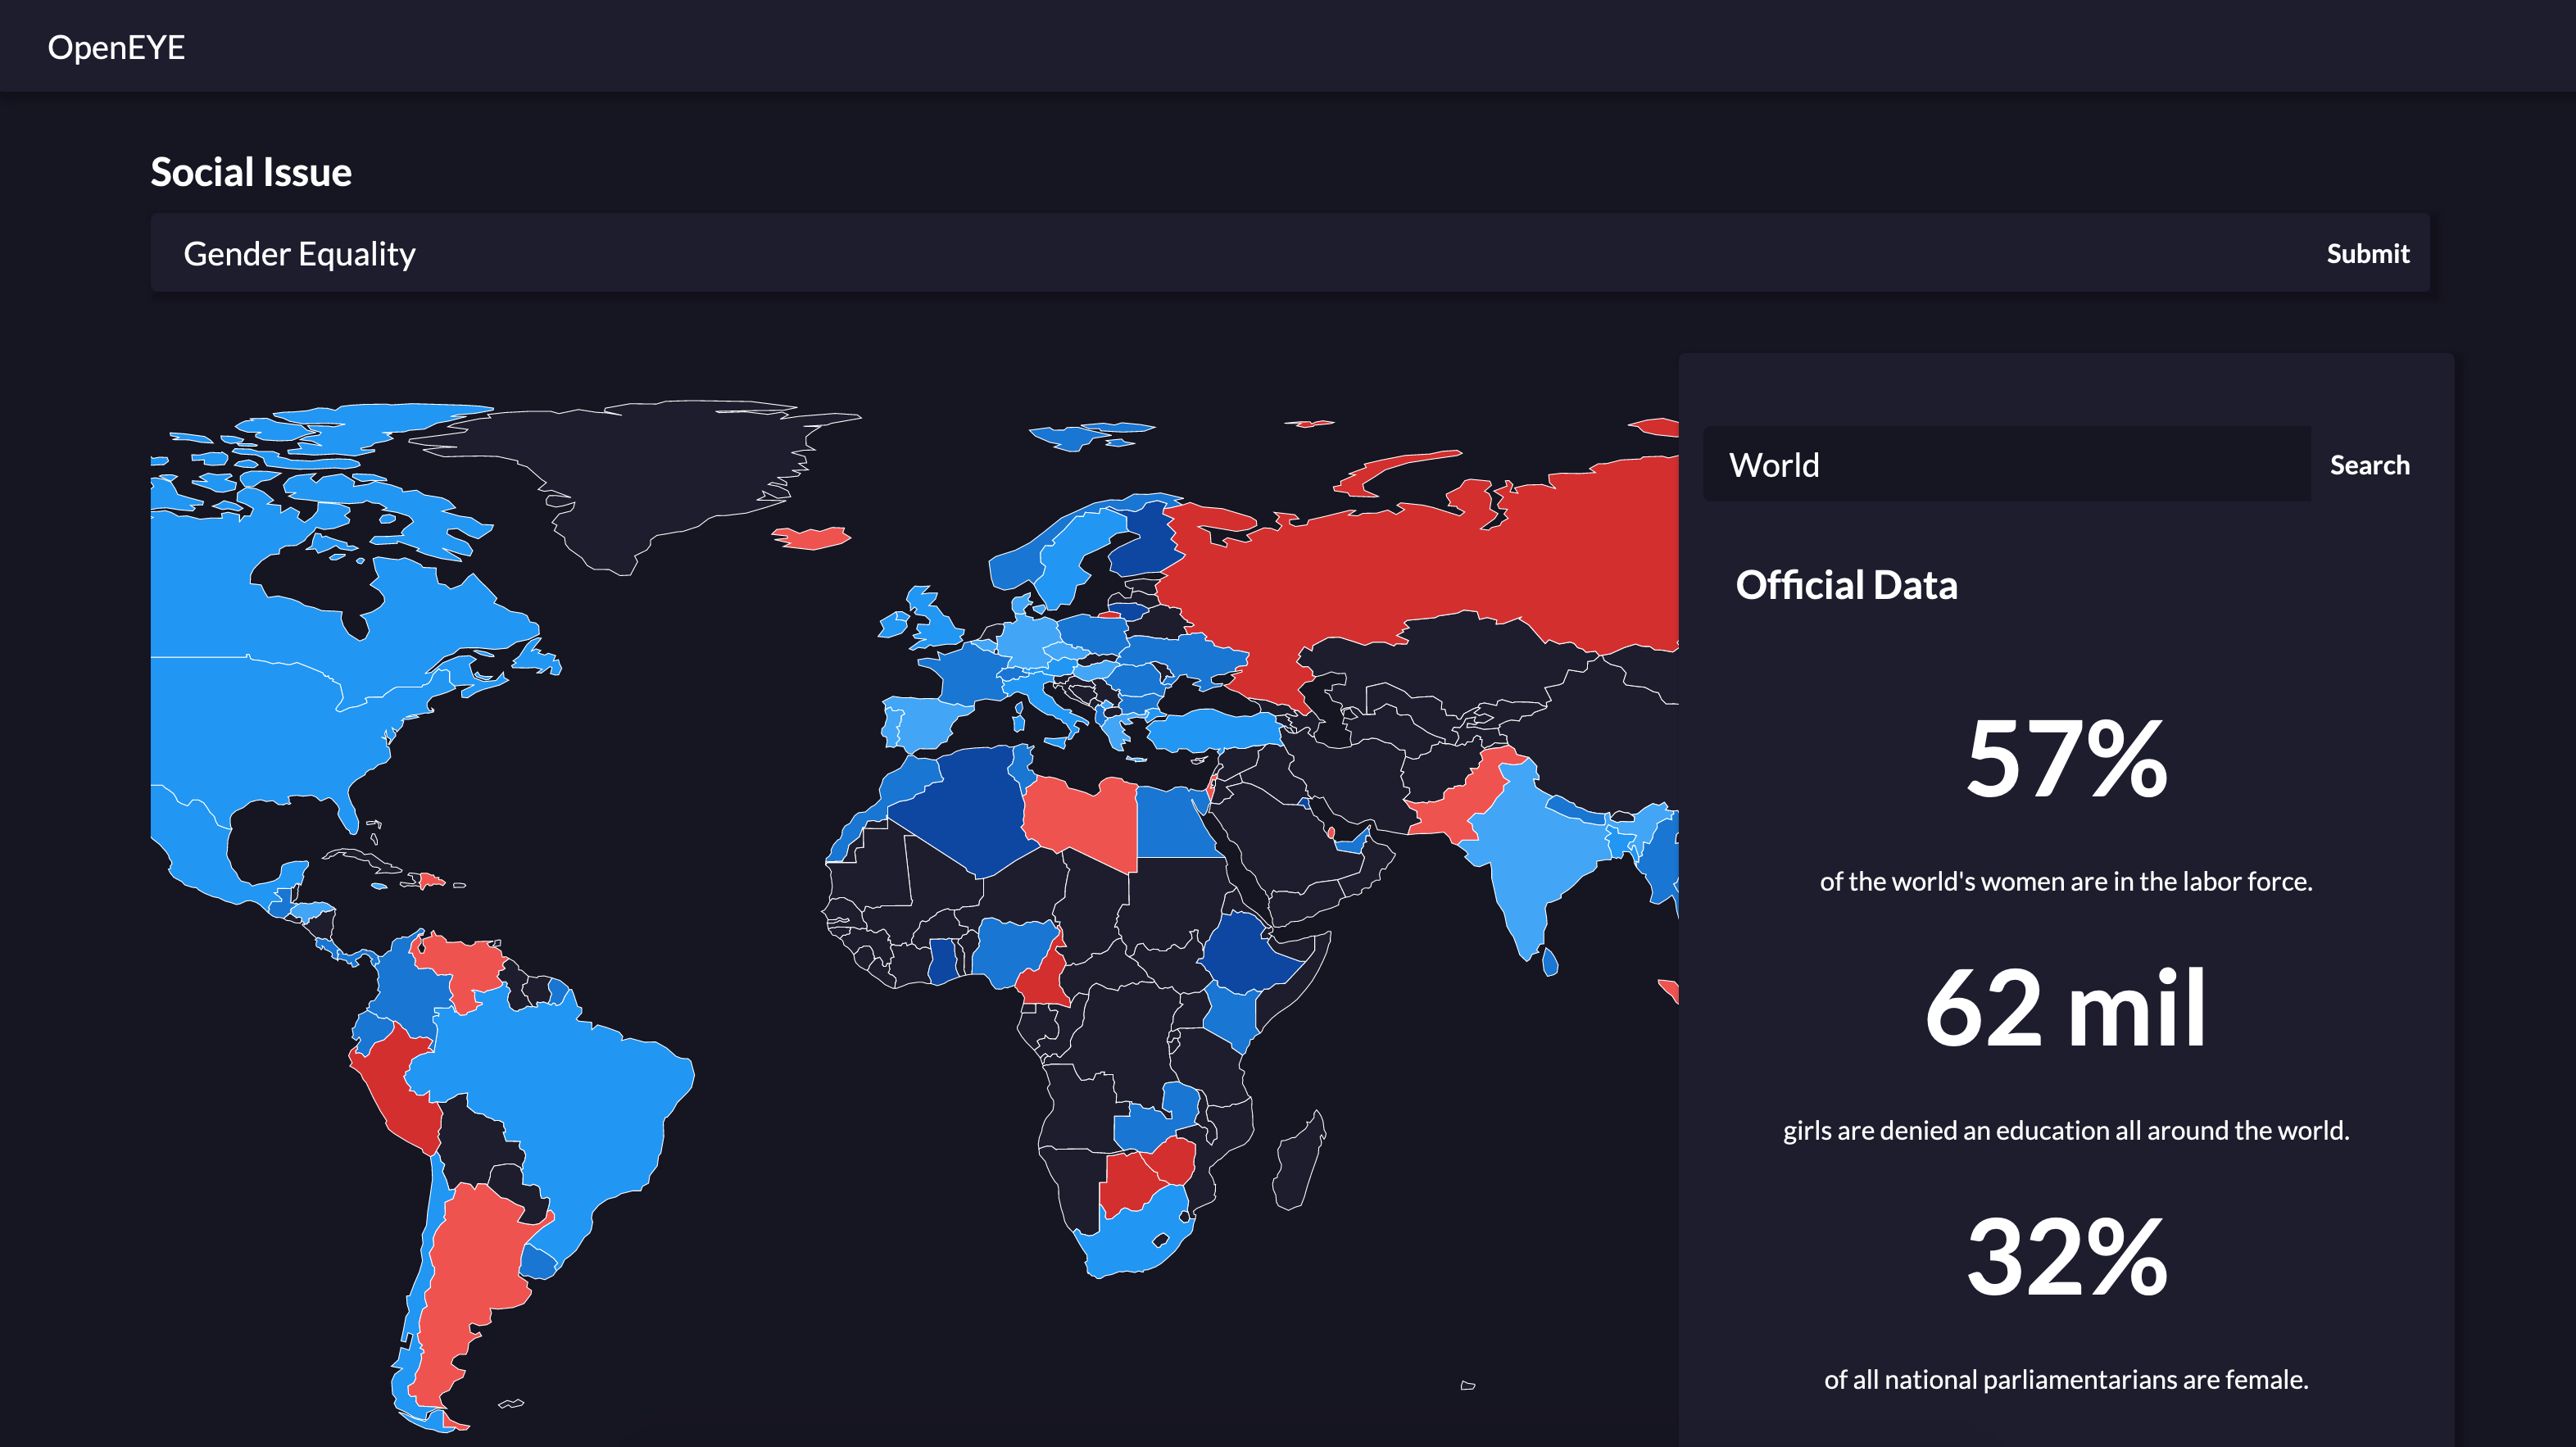 OpenEYE
Social Issue
Gender Equality
Submit
World
Search
Official Data
57%
of the world's women are in the labor force.
62 mil
girls are denied an education all around the world.
32%
of all national parliamentarians are female.